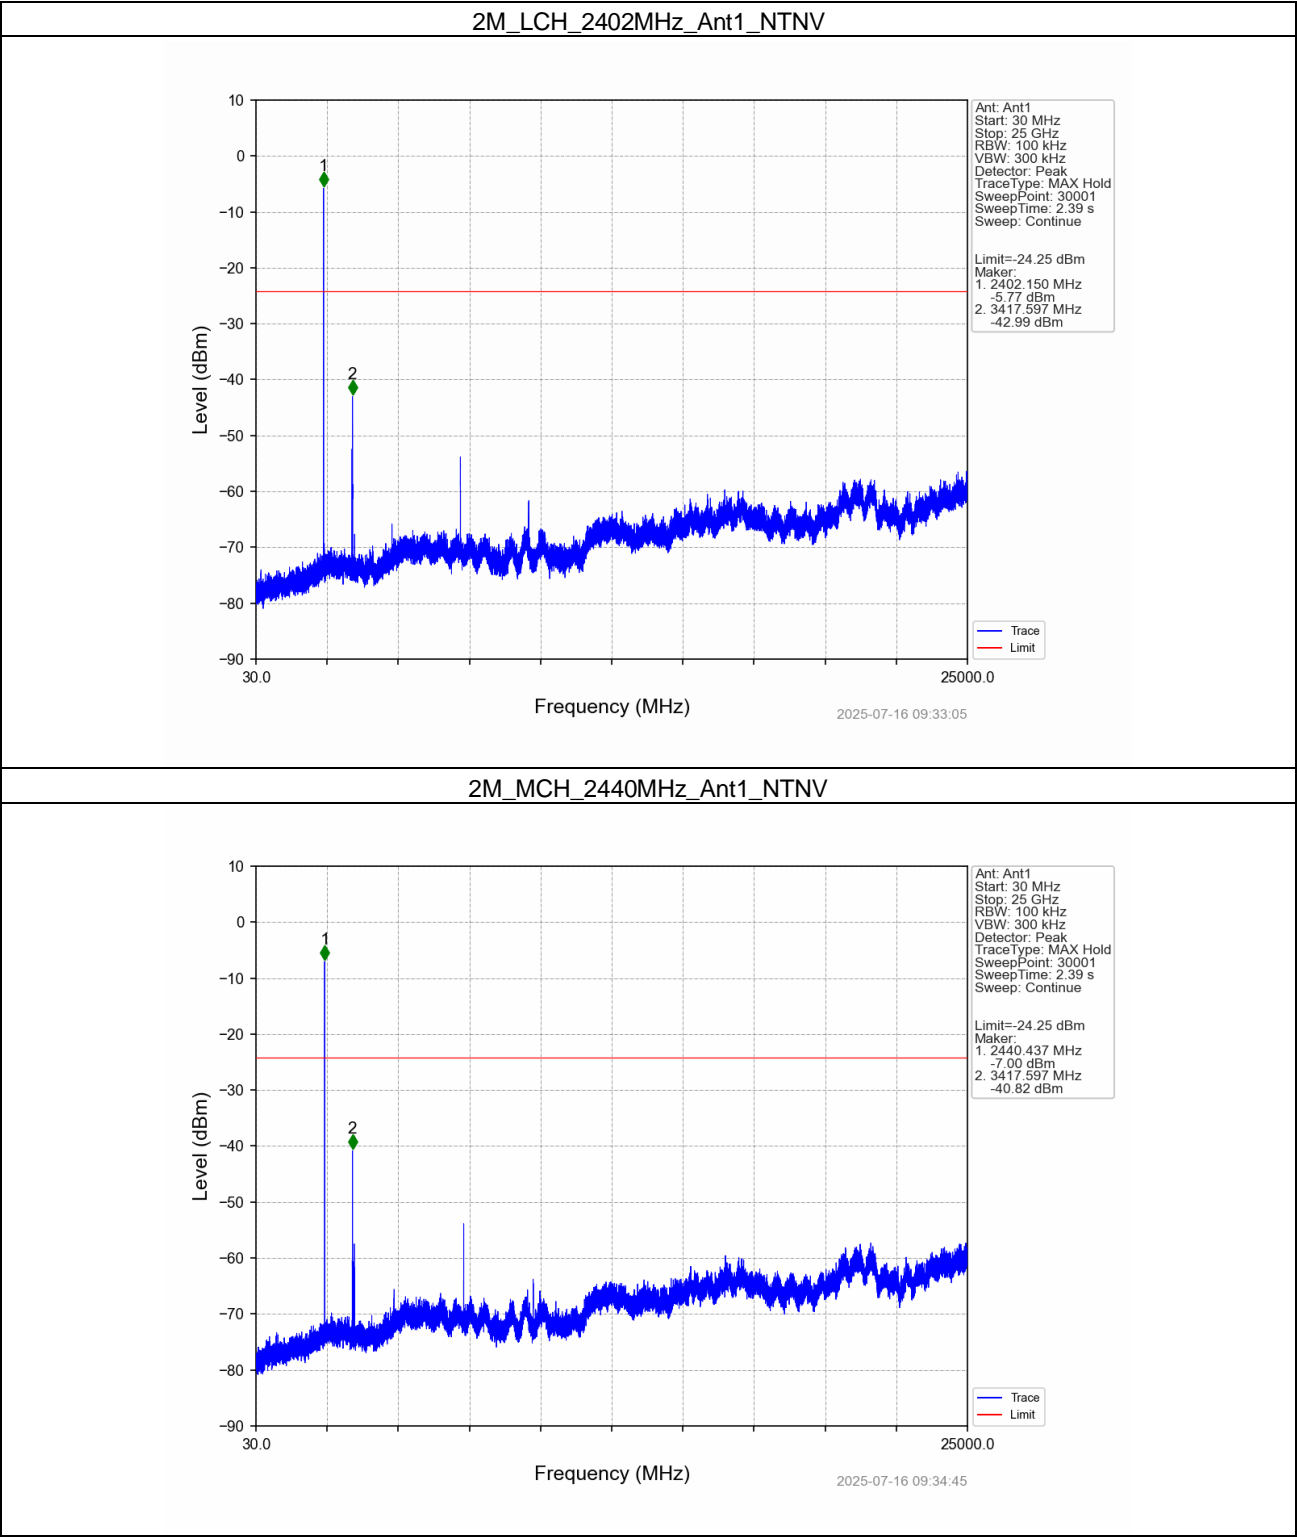 2M_LCH_2402MHz_Ant1_NTNV
10
0
−10
−20
−30
−40
−50
−60
−70
−80
−90
Level (dBm)
1
2
30.0
25000.0
Frequency (MHz)
2025-07-16 09:33:05
Ant: Ant1
Start: 30 MHz
Stop: 25 GHz
RBW: 100 kHz
VBW: 300 kHz
Detector: Peak
TraceType: MAX Hold
SweepPoint: 30001
SweepTime: 2.39 s
Sweep: Continue
Limit=-24.25 dBm
Maker:
1. 2402.150 MHz
-5.77 dBm
2. 3417.597 MHz
-42.99 dBm
Trace
Limit
2M_MCH_2440MHz_Ant1_NTNV
10
0
−10
−20
−30
−40
−50
−60
−70
−80
−90
Level (dBm)
1
2
30.0
25000.0
Frequency (MHz)
2025-07-16 09:34:45
Ant: Ant1
Start: 30 MHz
Stop: 25 GHz
RBW: 100 kHz
VBW: 300 kHz
Detector: Peak
TraceType: MAX Hold
SweepPoint: 30001
SweepTime: 2.39 s
Sweep: Continue
Limit=-24.25 dBm
Maker:
1. 2440.437 MHz
-7.00 dBm
2. 3417.597 MHz
-40.82 dBm
Trace
Limit